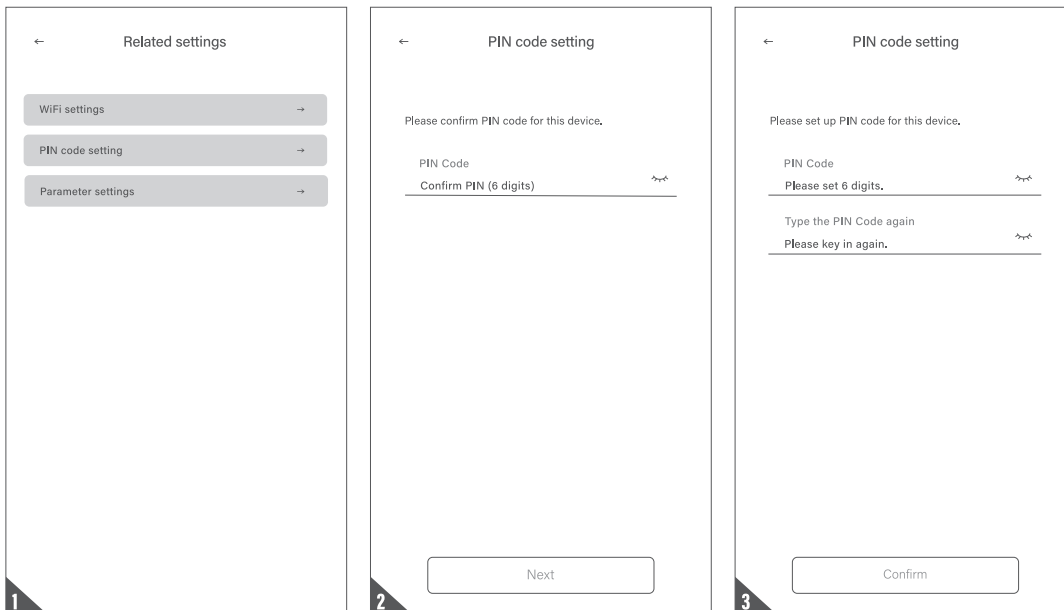 ← Related settings
WiFi settings →
PIN code setting →
Parameter settings →
1
← PIN code setting
Please confirm PIN code for this device.
PIN Code
Confirm PIN (6 digits)
Next
2
← PIN code setting
Please set up PIN code for this device.
PIN Code
Please set 6 digits.
Type the PIN Code again
Please key in again.
Confirm
3